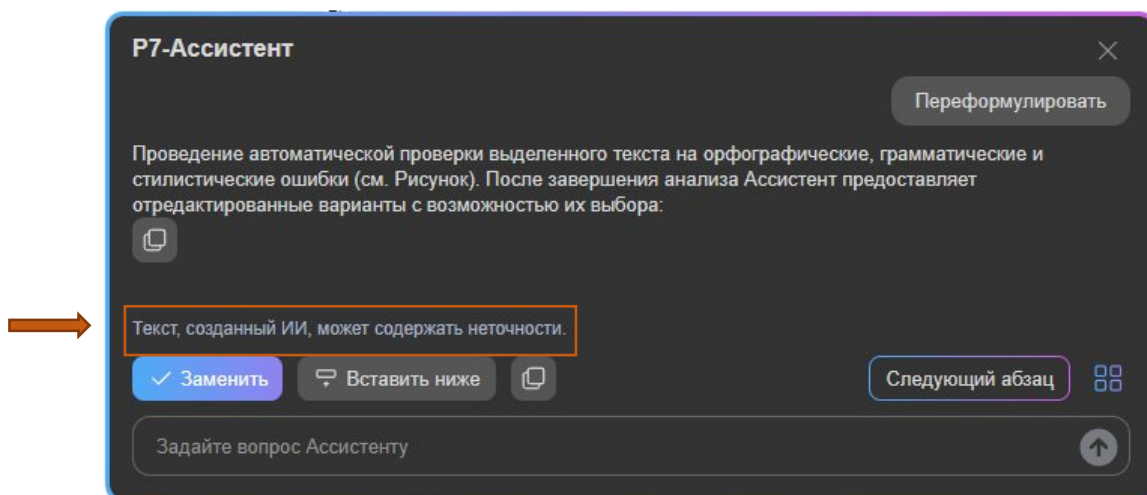 Р7-Ассистент
Переформулировать
Проведение автоматической проверки выделенного текста на орфографические, грамматические и
стилистические ошибки (см. Рисунок). После завершения анализа Ассистент предоставляет
отредактированные варианты с возможностью их выбора:
Текст, созданный ИИ, может содержать неточности.
Заменить
Вставить ниже
Следующий абзац
Задайте вопрос Ассистенту